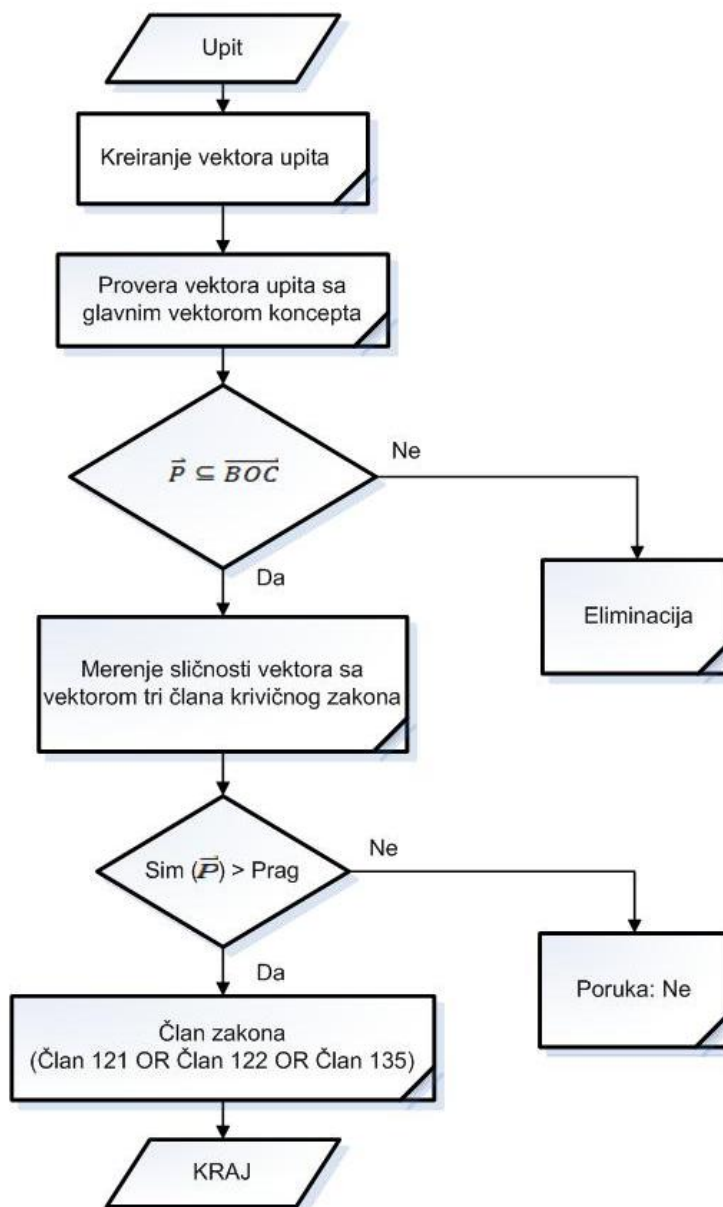 Upit
Kreiranje vektora upita
Provera vektora upita sa
glavnim vektorom koncepta
P⃗ ⊆ B⃗O⃗C⃗
Ne
Da
Eliminacija
Merenje sličnosti vektora sa
vektorom tri člana krivičnog zakona
Sim (P⃗) > Prag
Ne
Da
Poruka: Ne
Član zakona
(Član 121 OR Član 122 OR Član 135)
KRAJ